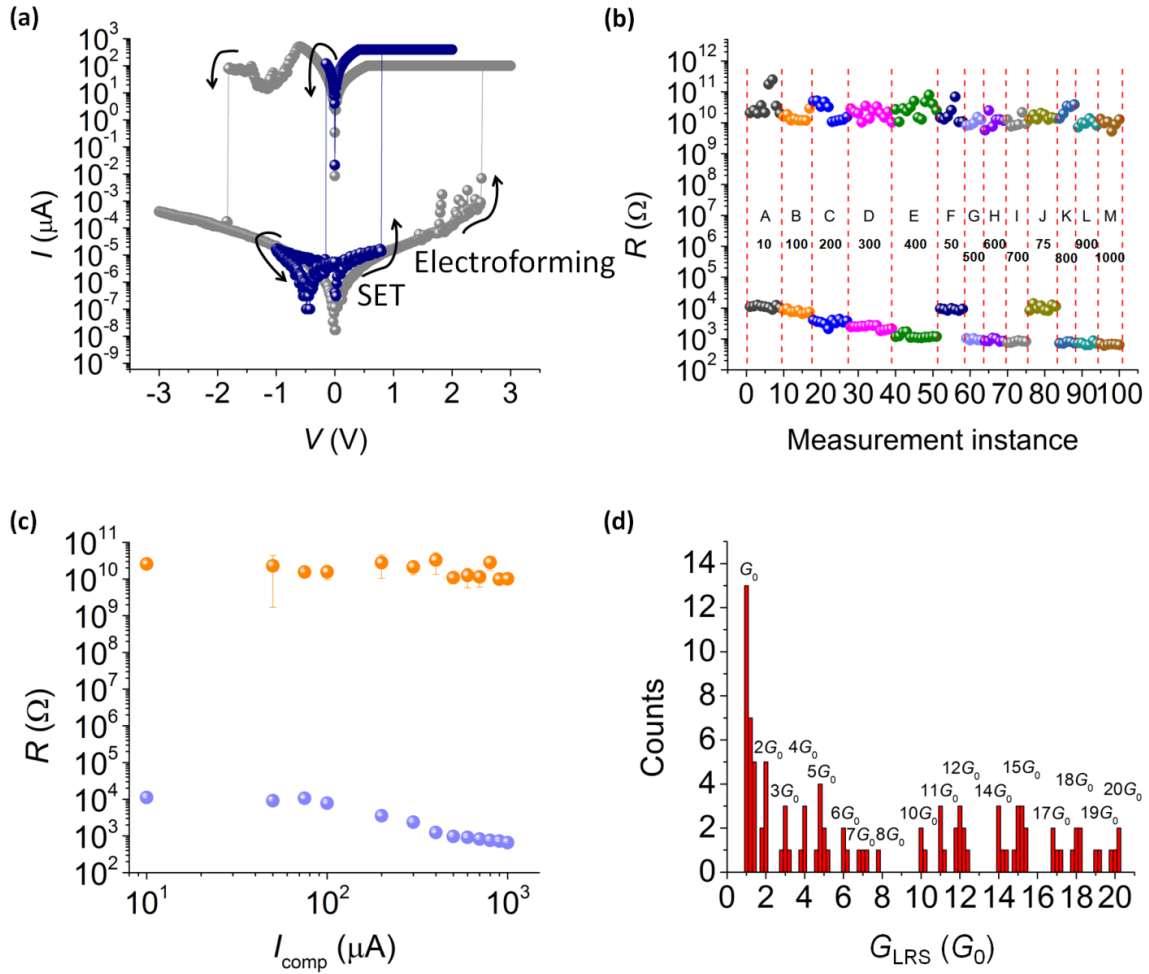 (a)
10³
10²
10¹
10⁰
10⁻¹
10⁻²
10⁻³
10⁻⁴
10⁻⁵
10⁻⁶
10⁻⁷
10⁻⁸
10⁻⁹
I (μA)
Electroforming
SET
-3 -2 -1 0 1 2 3
V (V)
(b)
10¹²
10¹¹
10¹⁰
10⁹
10⁸
10⁷
10⁶
10⁵
10⁴
10³
10²
R (Ω)
A B C D E F G H I J K L M
10 100 200 300 400 50 600 75 900
500 700 800 1000
0 10 20 30 40 50 60 70 80 90 100
Measurement instance
(c)
10¹¹
10¹⁰
10⁹
10⁸
10⁷
10⁶
10⁵
10⁴
10³
10²
R (Ω)
10¹ 10² 10³
I comp (μA)
(d)
14
12
10
8
6
4
2
0
Counts
G₀
2G₀ 4G₀
3G₀ 5G₀
6G₀
7G₀ 8G₀
10G₀ 11G₀ 12G₀
14G₀ 15G₀
17G₀ 18G₀
19G₀ 20G₀
0 2 4 6 8 10 12 14 16 18 20
G LRS (G₀)